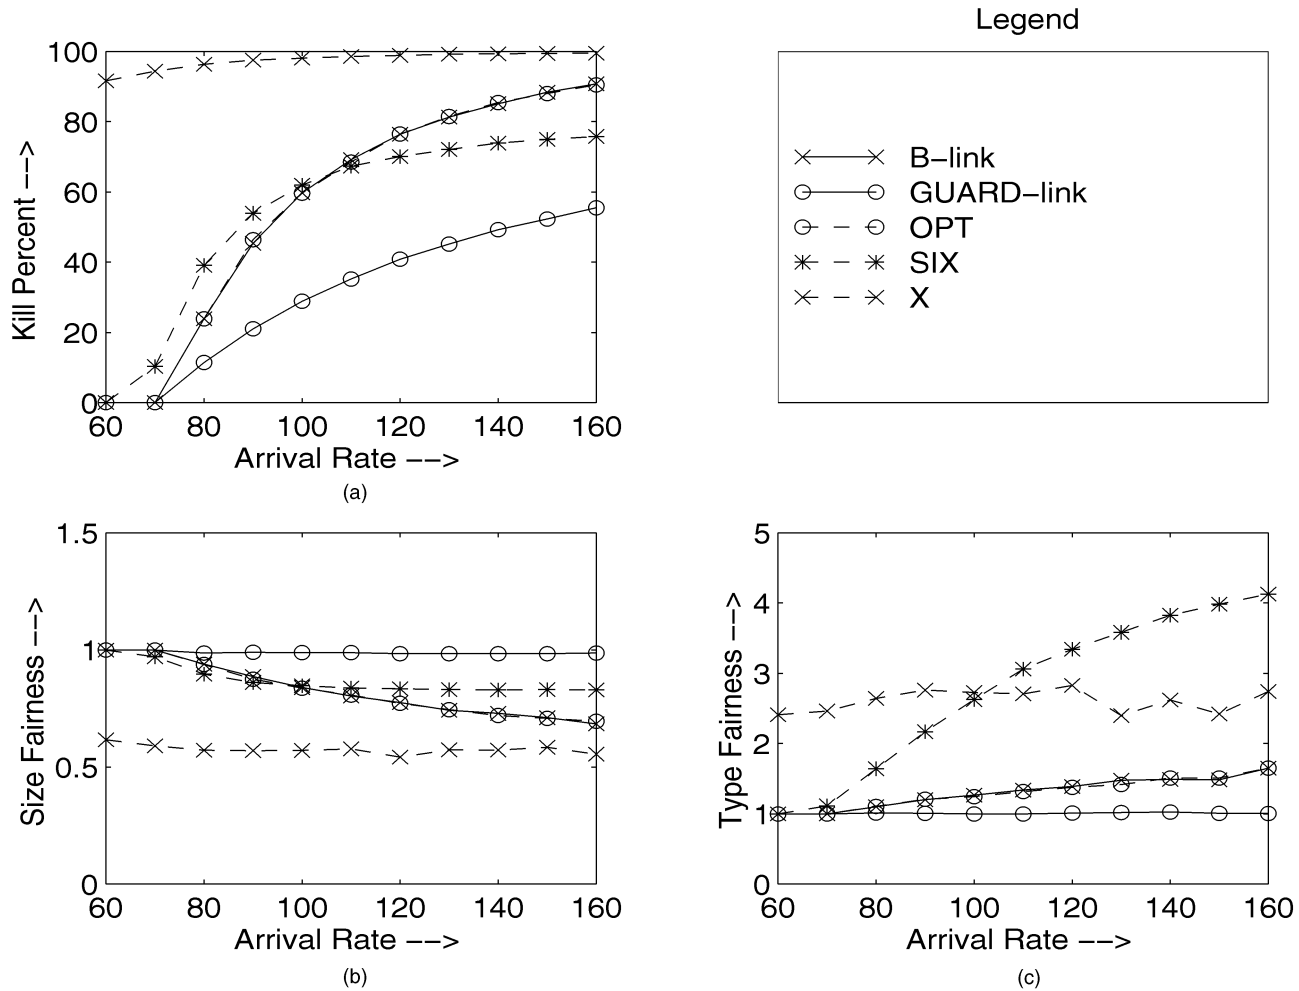 Legend
100
80
60
40
20
0
Kill Percent −−>
60 80 100 120 140 160
Arrival Rate −−>
(a)
B−link
GUARD−link
OPT
SIX
X
1.5
1
0.5
0
Size Fairness −−>
60 80 100 120 140 160
Arrival Rate −−>
(b)
5
4
3
2
1
0
Type Fairness −−>
60 80 100 120 140 160
Arrival Rate −−>
(c)